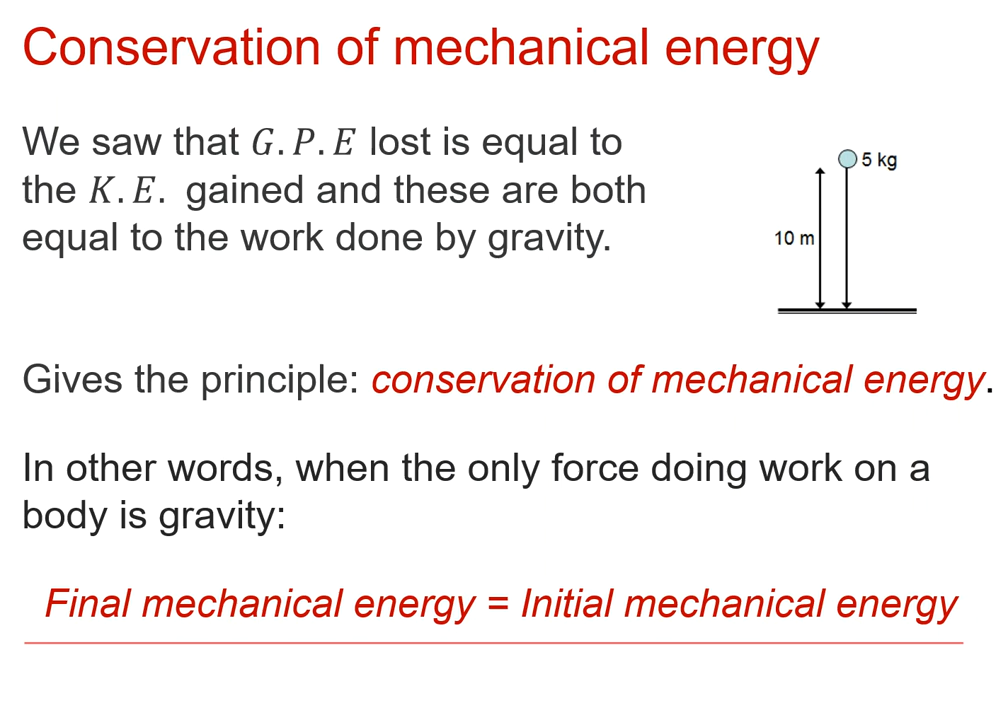 Conservation of mechanical energy
We saw that G.P.E lost is equal to
the K.E. gained and these are both
equal to the work done by gravity.
5 kg
10 m
Gives the principle: conservation of mechanical energy.
In other words, when the only force doing work on a
body is gravity:
Final mechanical energy = Initial mechanical energy